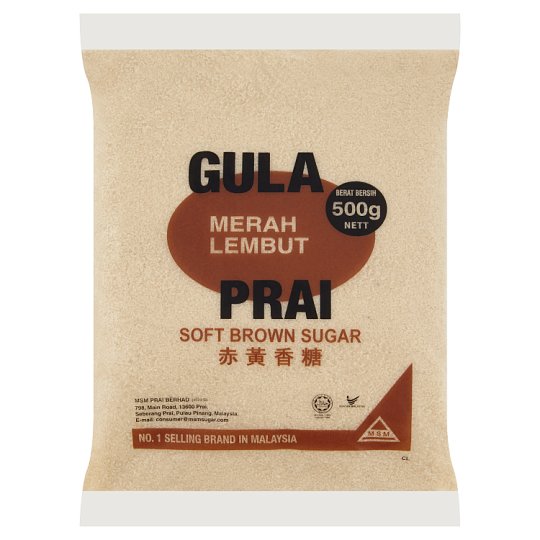 GULA
BERAT BERSIH
500g
NETT
MERAH
LEMBUT
PRAI
SOFT BROWN SUGAR
赤黃香糖
MSM PRAI BERHAD
798, Main Road, 13600 Prai,
Seberang Prai, Pulau Pinang, Malaysia.
E-mail: consumer@msmsugar.com
NO. 1 SELLING BRAND IN MALAYSIA
MSM